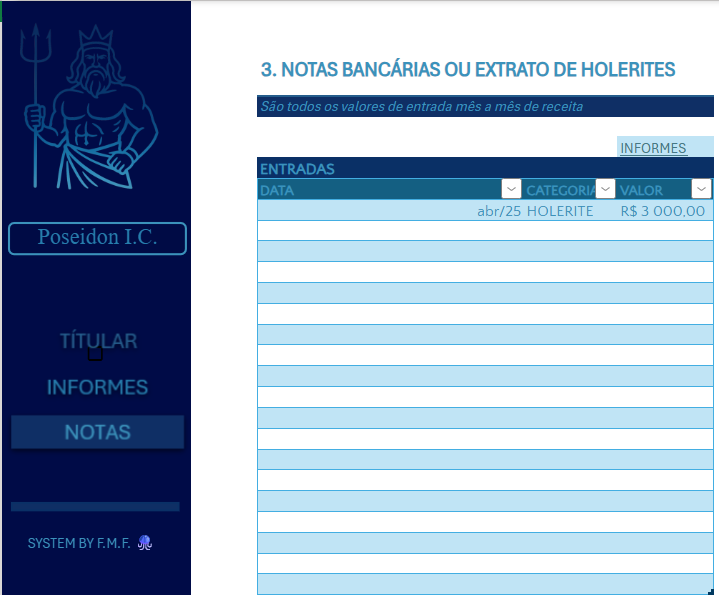 Poseidon I.C.
TÍTULAR
INFORMES
NOTAS
SYSTEM BY F.M.F.
3. NOTAS BANCÁRIAS OU EXTRATO DE HOLERITES
São todos os valores de entrada mês a mês de receita
INFORMES
ENTRADAS
DATA CATEGORIA VALOR
abr/25 HOLERITE R$ 3 000,00